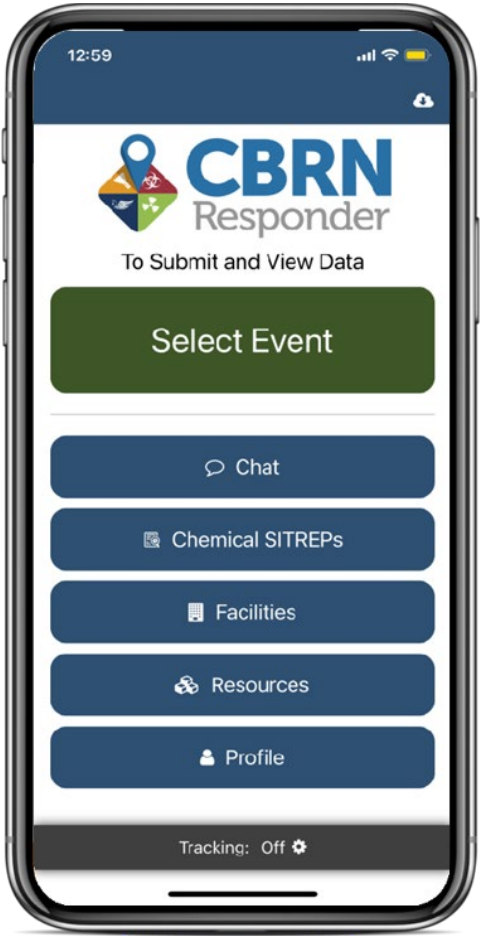 12:59
CBRN
Responder
To Submit and View Data
Select Event
Chat
Chemical SITREPs
Facilities
Resources
Profile
Tracking: Off